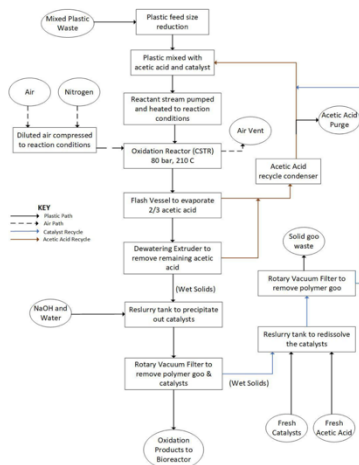 Mixed Plastic
Waste
Plastic feed size
reduction
Plastic mixed with
acetic acid and catalyst
Air
Nitrogen
Reactant stream pumped
and heated to reaction
conditions
Air Vent
Acetic Acid
Purge
Diluted air compressed
to reaction conditions
Oxidation Reactor (CSTR)
80 bar, 210 C
Acetic Acid
recycle condenser
KEY
Plastic Path
Air Path
Catalyst Recycle
Acetic Acid Recycle
Flash Vessel to evaporate
2/3 acetic acid
Solid goo
waste
Dewatering Extruder to
remove remaining acetic
acid
Rotary Vacuum Filter to
remove polymer goo
(Wet Solids)
NaOH and
Water
Reslurry tank to precipitate
out catalysts
Reslurry tank to redissolve
the catalysts
Rotary Vacuum Filter to
remove polymer goo &
catalysts
(Wet Solids)
Fresh
Catalysts
Fresh
Acetic Acid
Oxidation
Products to
Bioreactor